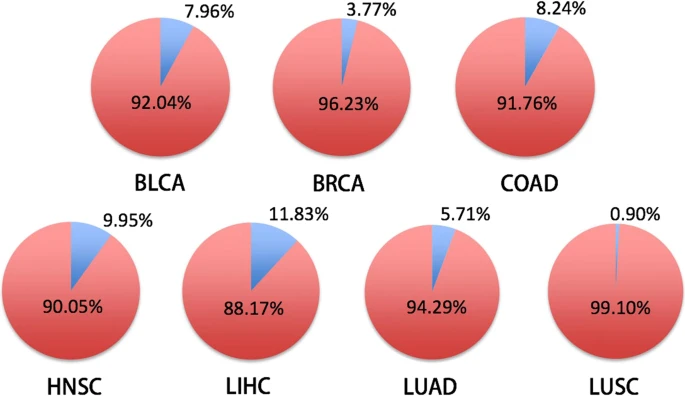 7.96% 3.77% 8.24%
92.04% 96.23% 91.76%
BLCA BRCA COAD
9.95% 11.83% 5.71% 0.90%
90.05% 88.17% 94.29% 99.10%
HNSC LIHC LUAD LUSC